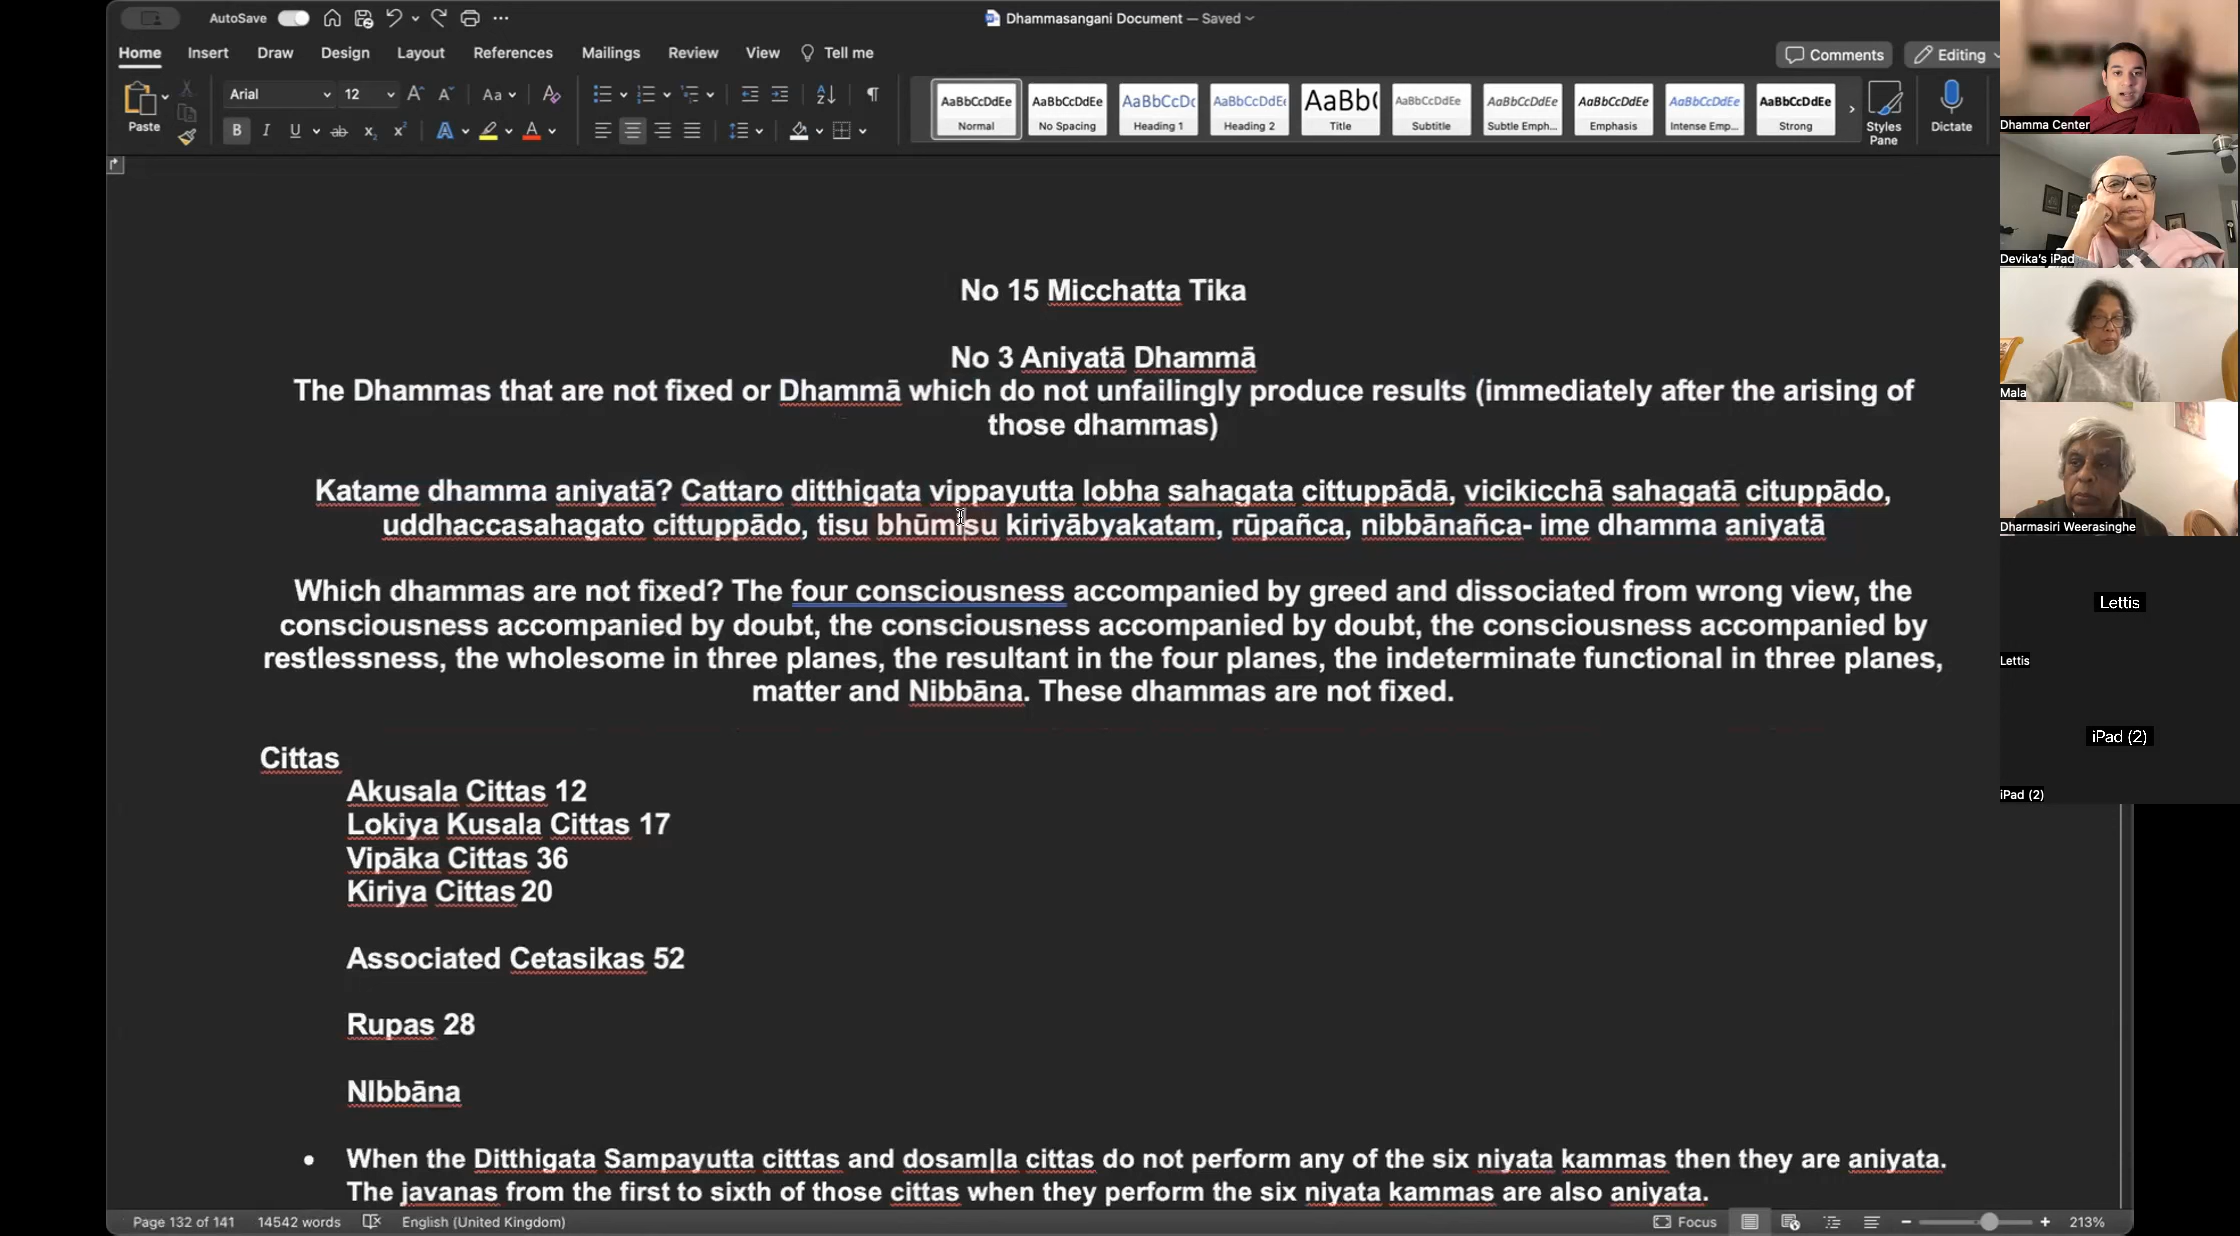 AutoSave
Dhammasangani Document — Saved
Home Insert Draw Design Layout References Mailings Review View Tell me
Comments Editing
Paste
Arial 12
Aa
AaBbCcDdEe AaBbCcDdEe AaBbCcDc AaBbCcDdE AaBb( AaBbCcDdEe AaBbCcDdEe AaBbCcDdEe AaBbCcDdEe AaBbCcDdEe
Normal No Spacing Heading 1 Heading 2 Title Subtitle Subtle Emph... Emphasis Intense Emp... Strong
Styles Pane
Dictate
No 15 Micchatta Tika
No 3 Aniyatā Dhammā
The Dhammas that are not fixed or Dhammā which do not unfailingly produce results (immediately after the arising of
those dhammas)
Katame dhamma aniyatā? Cattaro ditthigata vippayutta lobha sahagata cittuppādā, vicikicchā sahagatā cituppādo,
uddhaccasahagato cittuppādo, tisu bhūmisu kiriyābyakatam, rūpañca, nibbānañca- ime dhamma aniyatā
Which dhammas are not fixed? The four consciousness accompanied by greed and dissociated from wrong view, the
consciousness accompanied by doubt, the consciousness accompanied by doubt, the consciousness accompanied by
restlessness, the wholesome in three planes, the resultant in the four planes, the indeterminate functional in three planes,
matter and Nibbāna. These dhammas are not fixed.
Cittas
Akusala Cittas 12
Lokiya Kusala Cittas 17
Vipāka Cittas 36
Kiriya Cittas 20
Associated Cetasikas 52
Rupas 28
NIbbāna
• When the Ditthigata Sampayutta citttas and dosam|la cittas do not perform any of the six niyata kammas then they are aniyata.
The javanas from the first to sixth of those cittas when they perform the six niyata kammas are also aniyata.
Page 132 of 141 14542 words English (United Kingdom) Focus 213%
Dhamma Center
Devika's iPad
Mala
Dharmasiri Weerasinghe
Lettis
Lettis
iPad (2)
iPad (2)